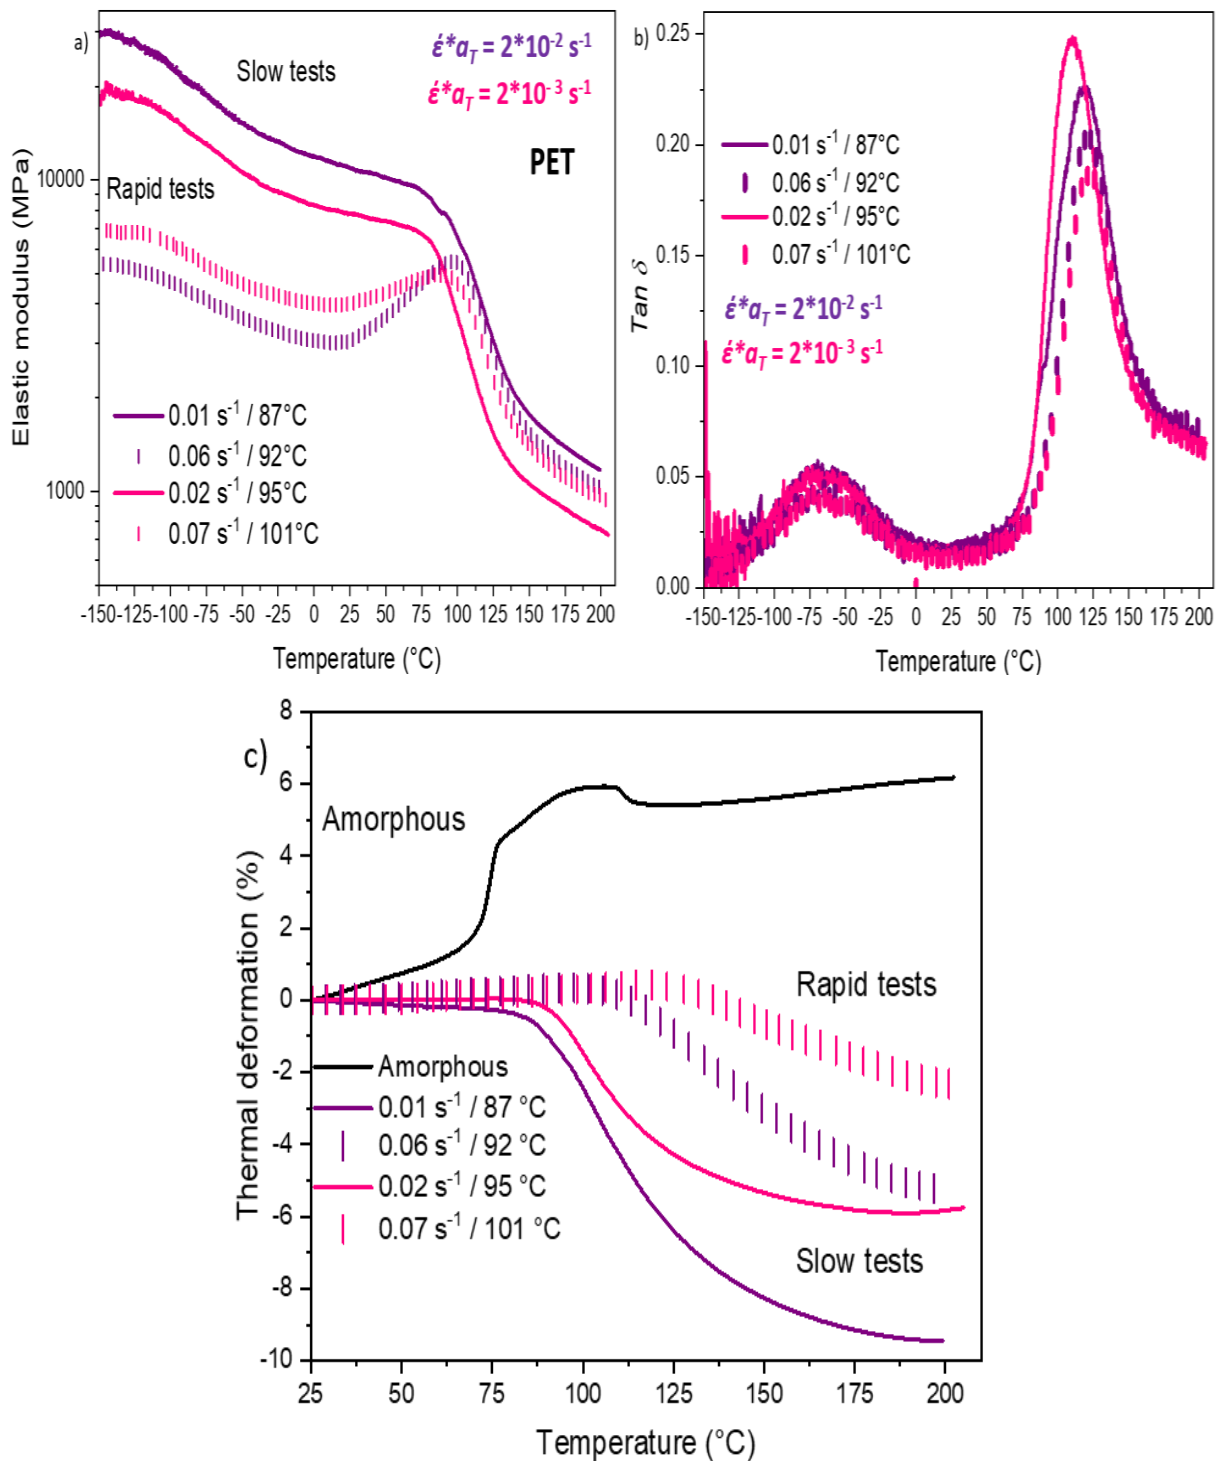 a)
Slow tests
έ*aT = 2*10-2 s-1
έ*aT = 2*10- 3 s-1
PET
Rapid tests
Elastic modulus (MPa)
10000
1000
0.01 s-1 / 87°C
0.06 s-1 / 92°C
0.02 s-1 / 95°C
0.07 s-1 / 101°C
-150 -125 -100 -75 -50 -25 0 25 50 75 100 125 150 175 200
Temperature (°C)
b)
0.25
0.20
0.15
0.10
0.05
0.00
Tan δ
0.01 s-1 / 87°C
0.06 s-1 / 92°C
0.02 s-1 / 95°C
0.07 s-1 / 101°C
έ*aT = 2*10-2 s-1
έ*aT = 2*10- 3 s-1
-150 -125 -100 -75 -50 -25 0 25 50 75 100 125 150 175 200
Temperature (°C)
c)
8
6
4
2
0
-2
-4
-6
-8
-10
Thermal deformation (%)
Amorphous
Rapid tests
Amorphous
0.01 s-1 / 87 °C
0.06 s-1 / 92 °C
0.02 s-1 / 95 °C
0.07 s-1 / 101 °C
Slow tests
25 50 75 100 125 150 175 200
Temperature (°C)